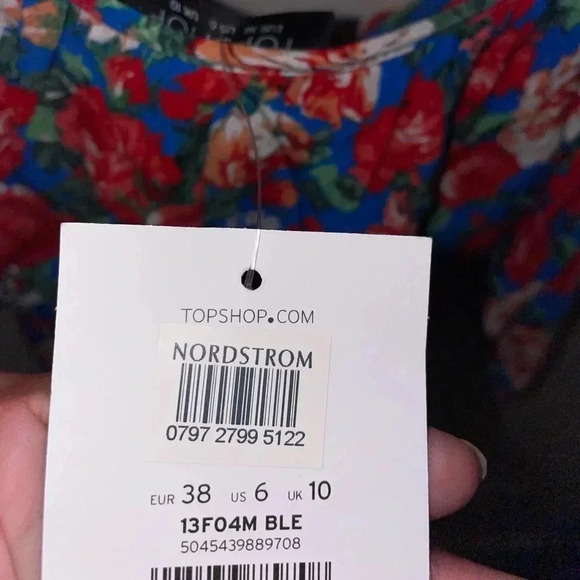 TOPSHOP.COM
NORDSTROM
0797 2799 5122
EUR 38 US 6 UK 10
13F04M BLE
5045439889708